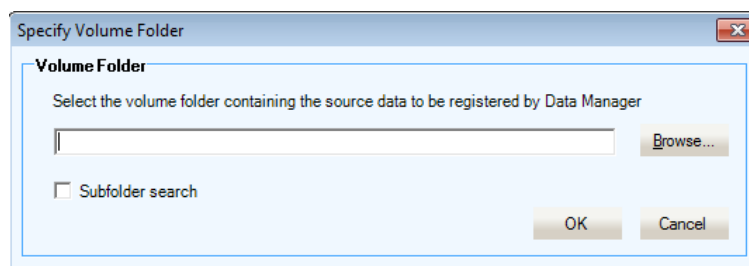 Specify Volume Folder
Volume Folder
Select the volume folder containing the source data to be registered by Data Manager
Browse...
Subfolder search
OK Cancel